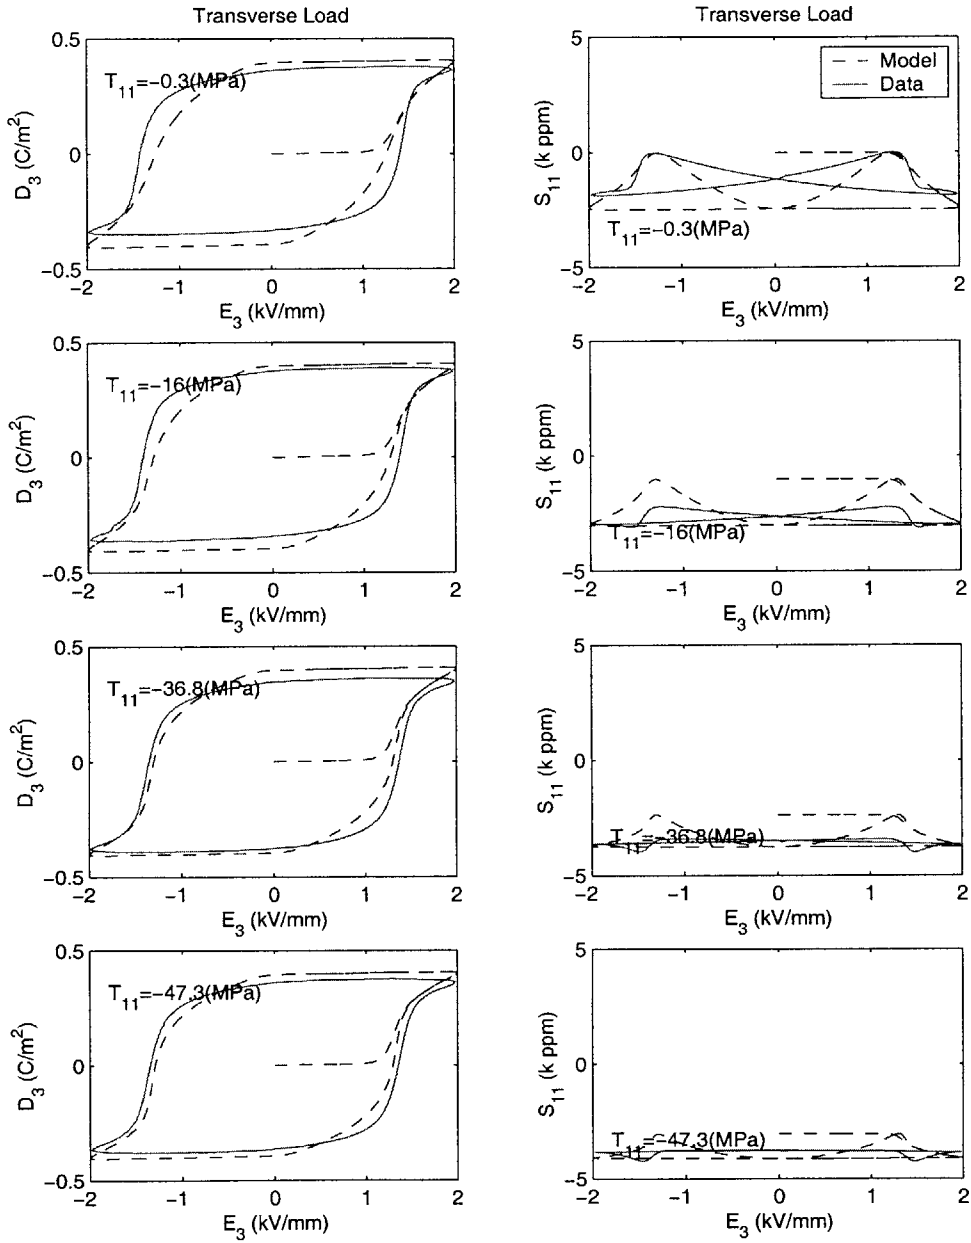 Transverse Load
0.5
T11=−0.3(MPa)
D3 (C/m2)
0
−0.5
−2
−1
0
1
2
E3 (kV/mm)
Transverse Load
5
Model
Data
S11 (k ppm)
0
T11=−0.3(MPa)
−5
−2
−1
0
1
2
E3 (kV/mm)
0.5
T11=−16(MPa)
D3 (C/m2)
0
−0.5
−2
−1
0
1
2
E3 (kV/mm)
5
S11 (k ppm)
0
T11=−16(MPa)
−5
−2
−1
0
1
2
E3 (kV/mm)
0.5
T11=−36.8(MPa)
D3 (C/m2)
0
−0.5
−2
−1
0
1
2
E3 (kV/mm)
5
S11 (k ppm)
0
T11=−36.8(MPa)
−5
−2
−1
0
1
2
E3 (kV/mm)
0.5
T11=−47.3(MPa)
D3 (C/m2)
0
−0.5
−2
−1
0
1
2
E3 (kV/mm)
5
S11 (k ppm)
0
T11=−47.3(MPa)
−5
−2
−1
0
1
2
E3 (kV/mm)